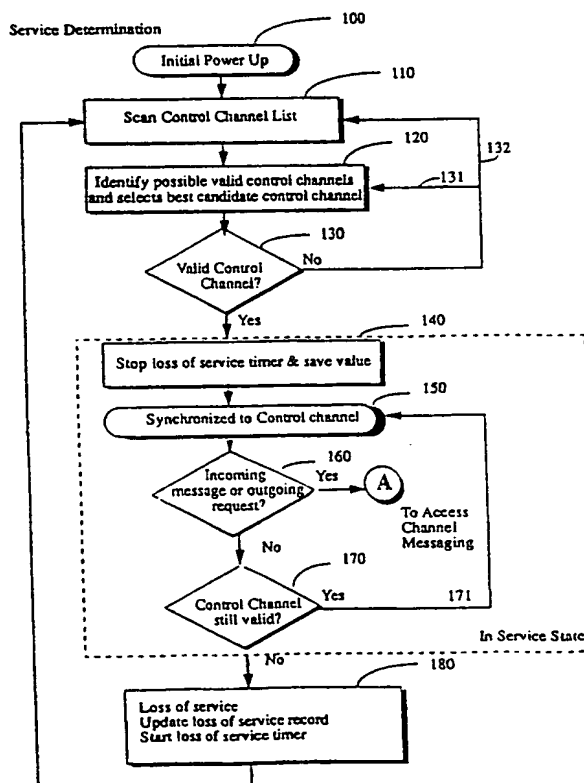 Service Determination
100
Initial Power Up
110
Scan Control Channel List
120
132
Identify possible valid control channels
and selects best candidate control channel
131
130
Valid Control
Channel?
No
Yes
140
Stop loss of service timer & save value
150
Synchronized to Control channel
160
Incoming
message or outgoing
request?
Yes
A
To Access
Channel
Messaging
No
170
Control Channel
still valid?
Yes
171
In Service State
No
180
Loss of service
Update loss of service record
Start loss of service timer